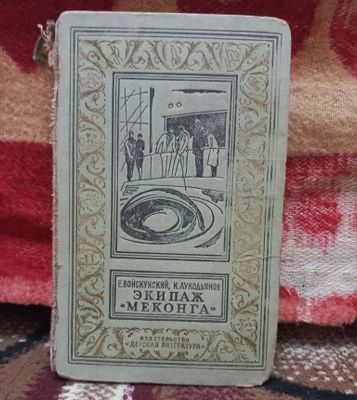 Е. ВОЙСКУНСКИЙ, И. ЛУКОДЬЯНОВ
ЭКИПАЖ
«МЕКОНГА»
ИЗДАТЕЛЬСТВО
«ДЕТСКАЯ ЛИТЕРАТУРА»